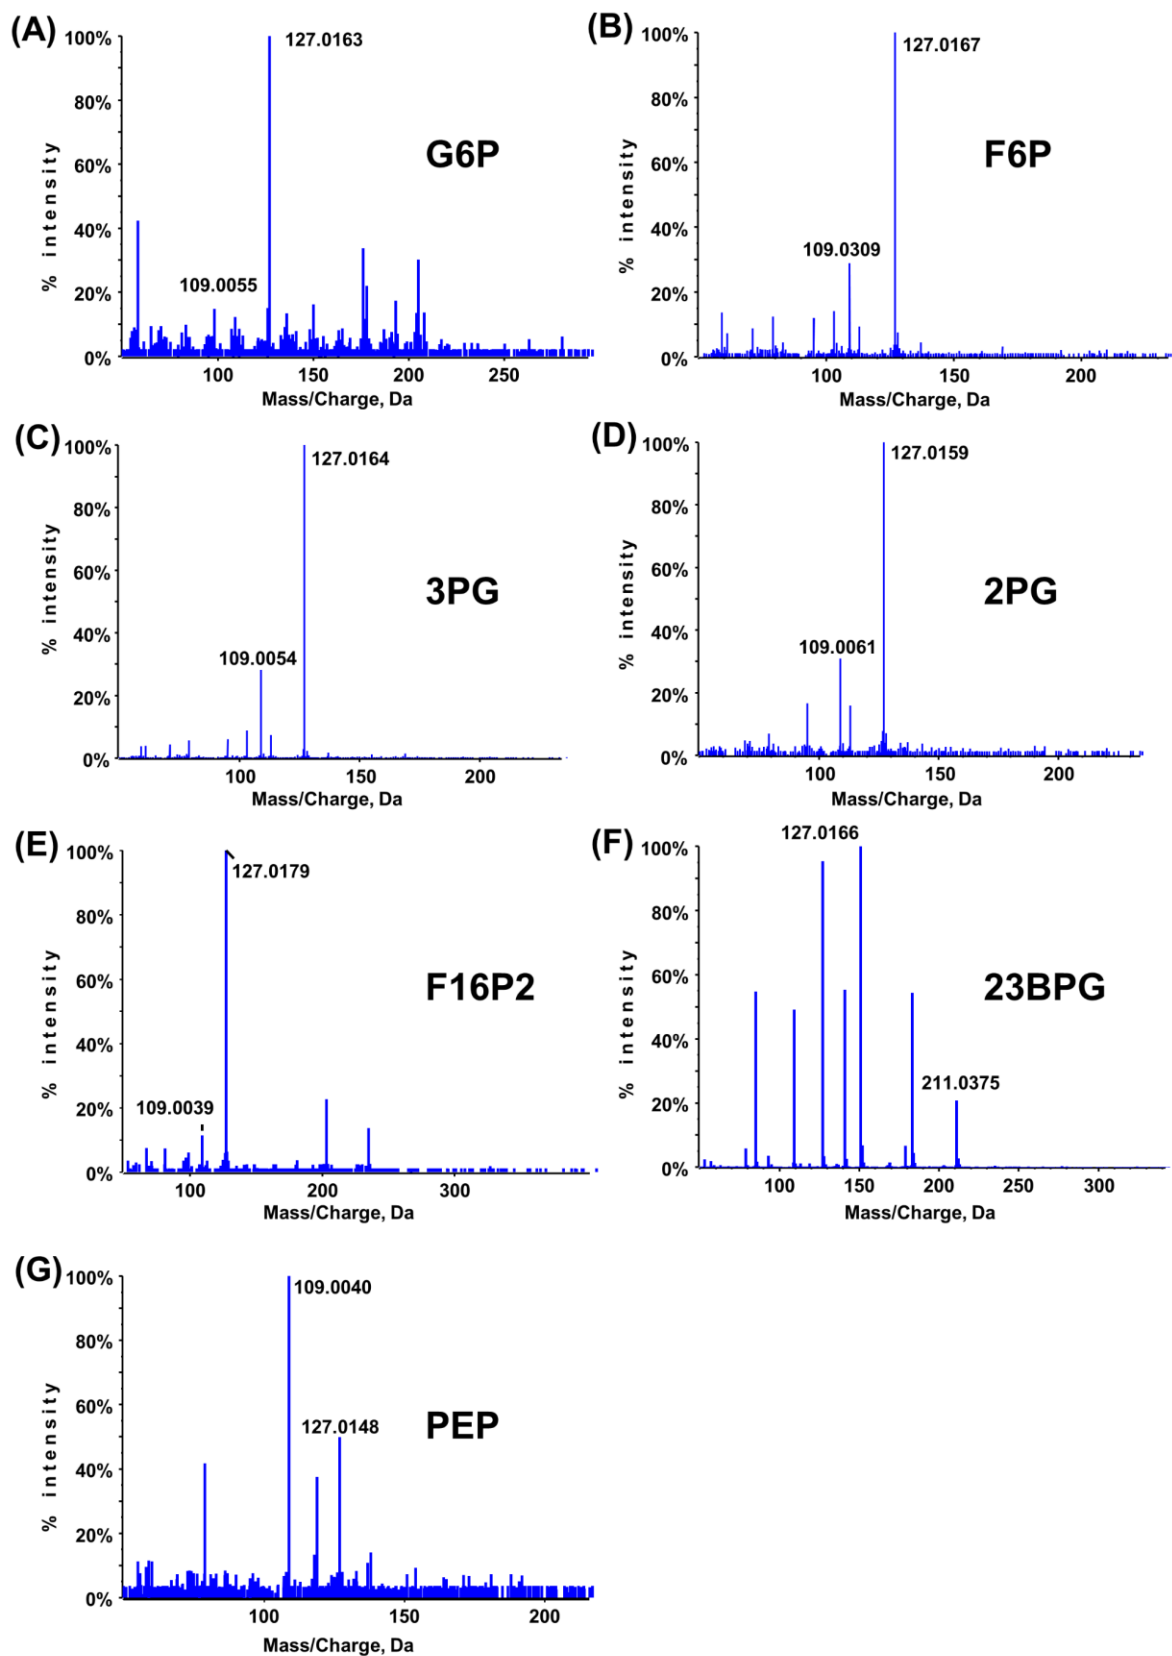 (A)
100%
80%
60%
40%
20%
0%
% intensity
127.0163
109.0055
G6P
100 150 200 250
Mass/Charge, Da
(B)
100%
80%
60%
40%
20%
0%
% intensity
127.0167
109.0309
F6P
100 200
Mass/Charge, Da
(C)
100%
80%
60%
40%
20%
0%
% intensity
127.0164
109.0054
3PG
100 150 200
Mass/Charge, Da
(D)
100%
80%
60%
40%
20%
0%
% intensity
127.0159
109.0061
2PG
100 150 200
Mass/Charge, Da
(E)
100%
80%
60%
40%
20%
0%
% intensity
127.0179
109.0039
F16P2
100 200 300
Mass/Charge, Da
(F)
100%
80%
60%
40%
20%
0%
% intensity
127.0166
23BPG
211.0375
100 150 200 250 300
Mass/Charge, Da
(G)
100%
80%
60%
40%
20%
0%
% intensity
109.0040
127.0148
PEP
100 150 200
Mass/Charge, Da